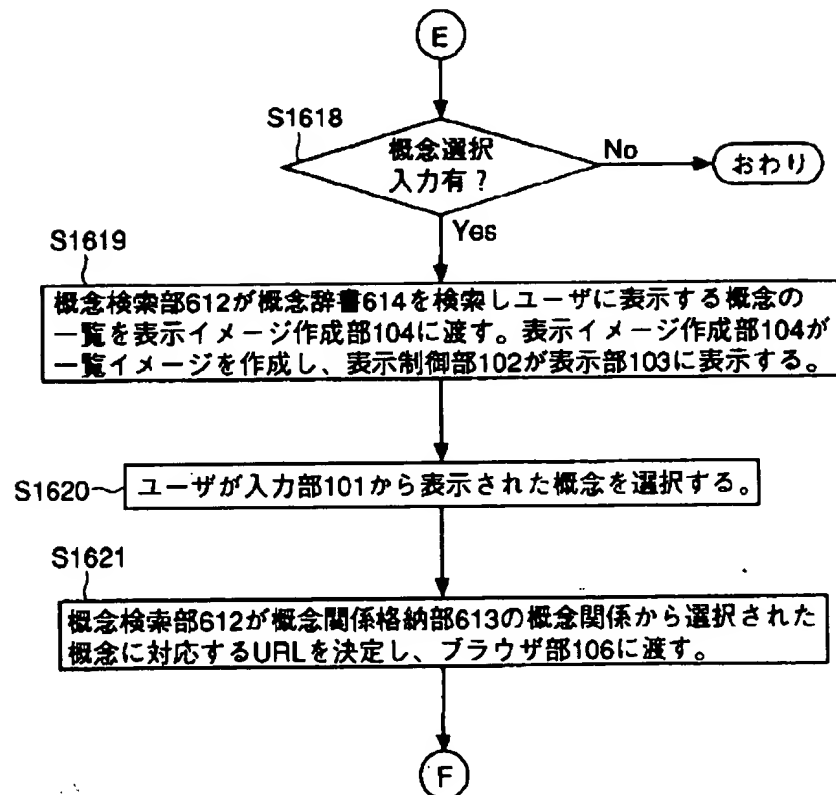 E
S1618
概念選択
入力有？
No
おわり
Yes
S1619
概念検索部612が概念辞書614を検索しユーザに表示する概念の
一覧を表示イメージ作成部104に渡す。表示イメージ作成部104が
一覧イメージを作成し、表示制御部102が表示部103に表示する。
S1620
ユーザが入力部101から表示された概念を選択する。
S1621
概念検索部612が概念関係格納部613の概念関係から選択された
概念に対応するURLを決定し、ブラウザ部106に渡す。
F